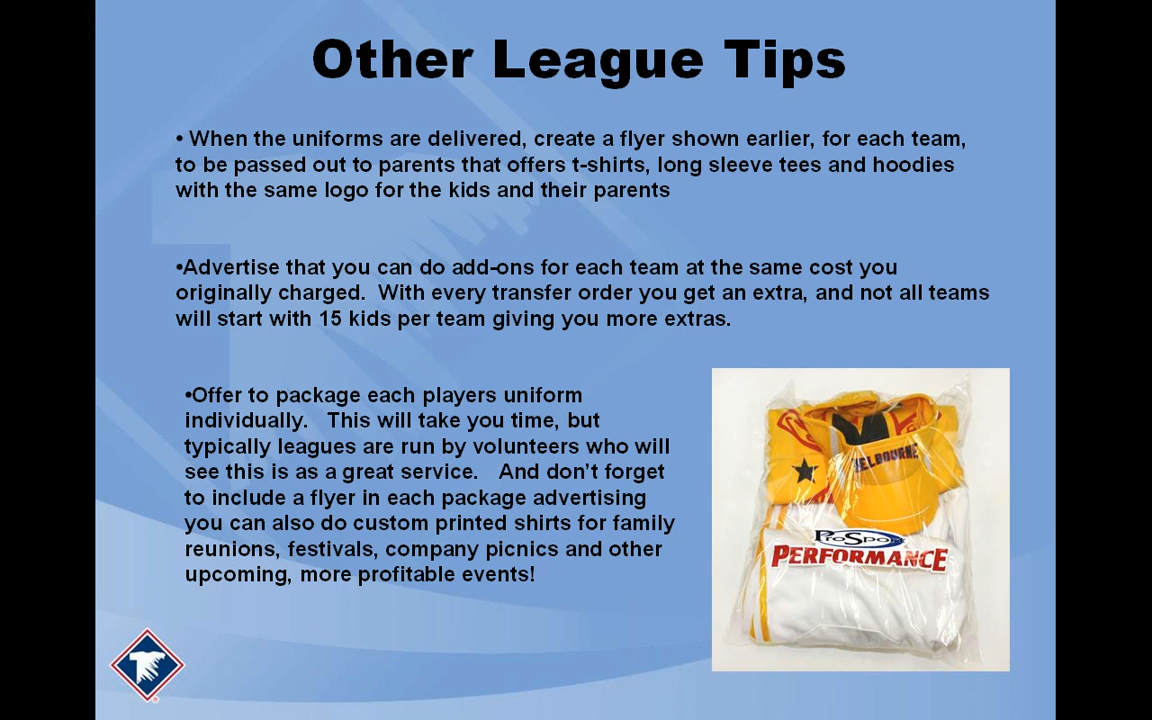 Other League Tips
• When the uniforms are delivered, create a flyer shown earlier, for each team,
to be passed out to parents that offers t-shirts, long sleeve tees and hoodies
with the same logo for the kids and their parents
•Advertise that you can do add-ons for each team at the same cost you
originally charged.  With every transfer order you get an extra, and not all teams
will start with 15 kids per team giving you more extras.
•Offer to package each players uniform
individually.   This will take you time, but
typically leagues are run by volunteers who will
see this is as a great service.   And don't forget
to include a flyer in each package advertising
you can also do custom printed shirts for family
reunions, festivals, company picnics and other
upcoming, more profitable events!
MELBOURNE
ProSport
PERFORMANCE